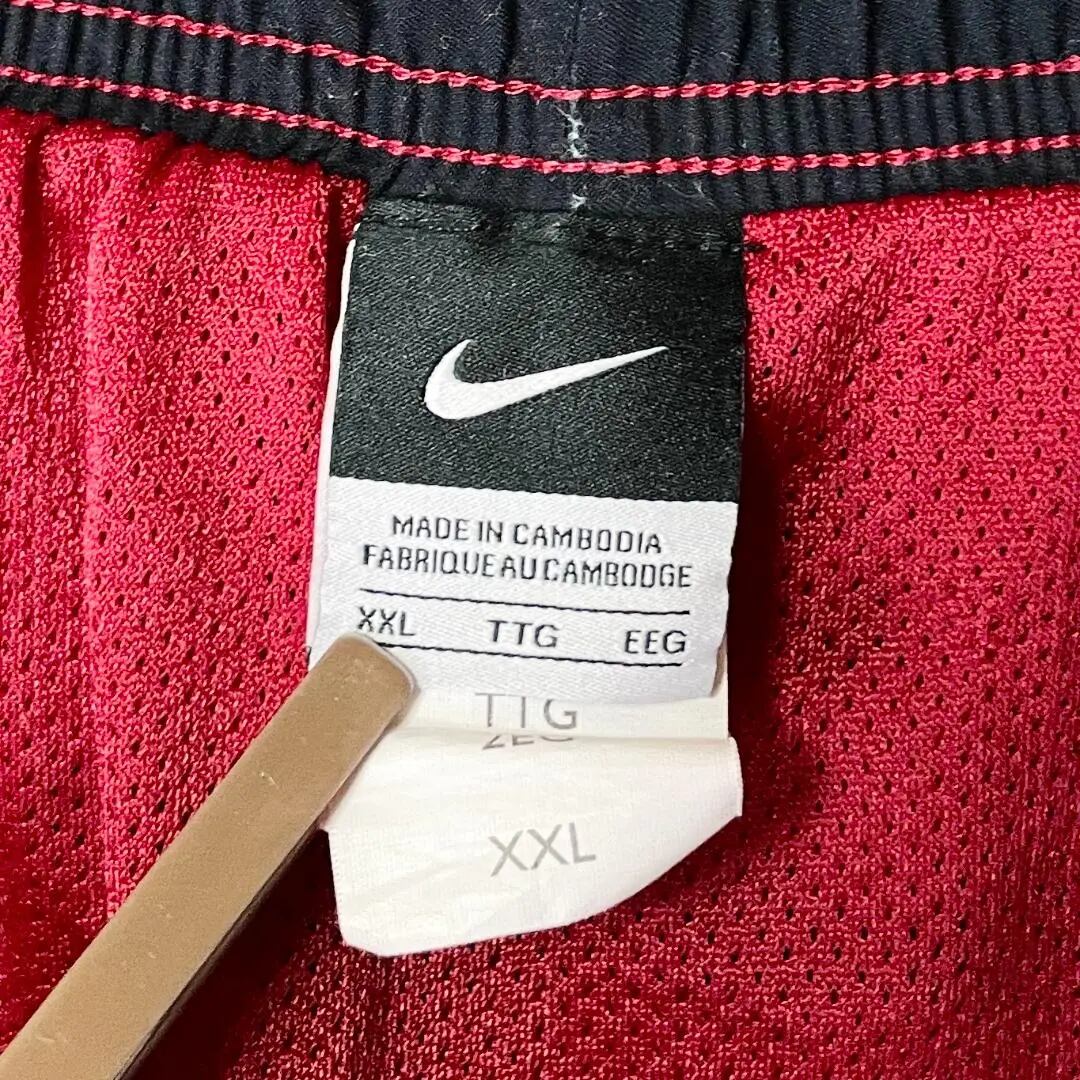 MADE IN CAMBODIA
FABRIQUE AU CAMBODGE
XXL TTG EEG
TTG
XXL